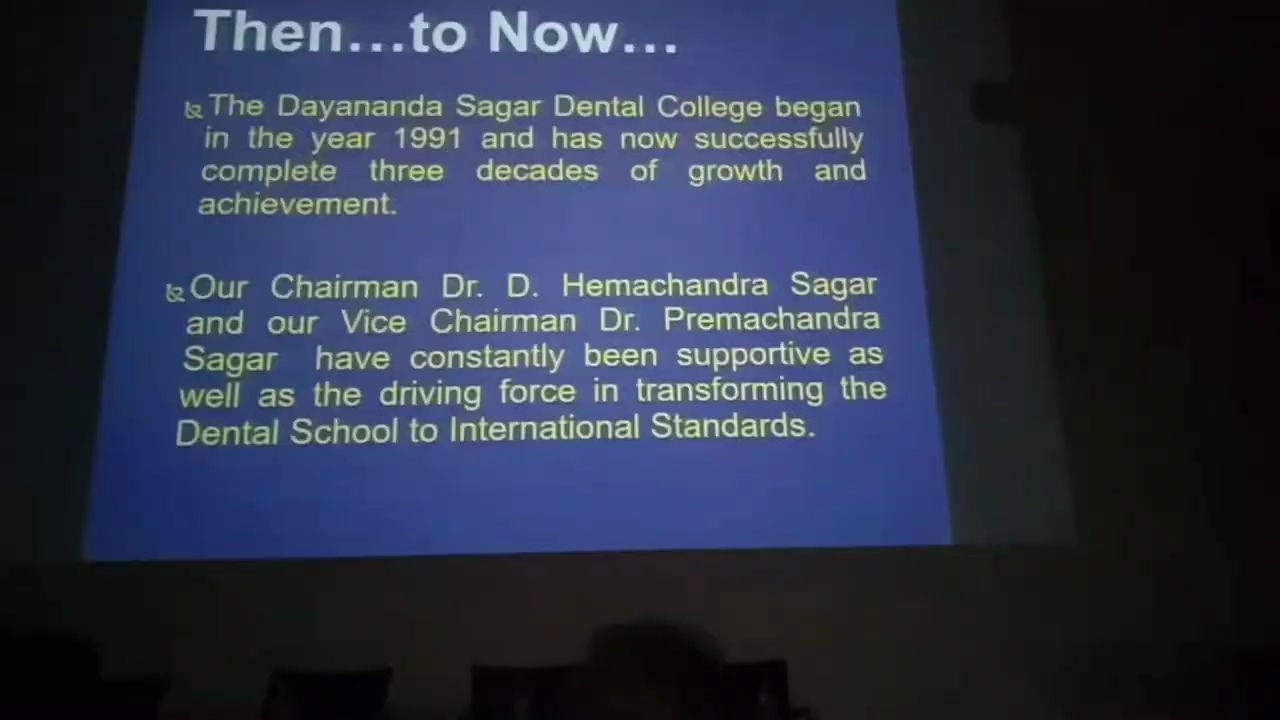 Then...to Now...
The Dayananda Sagar Dental College began
in the year 1991 and has now successfully
complete three decades of growth and
achievement.
Our Chairman Dr. D. Hemachandra Sagar
and our Vice Chairman Dr. Premachandra
Sagar have constantly been supportive as
well as the driving force in transforming the
Dental School to International Standards.